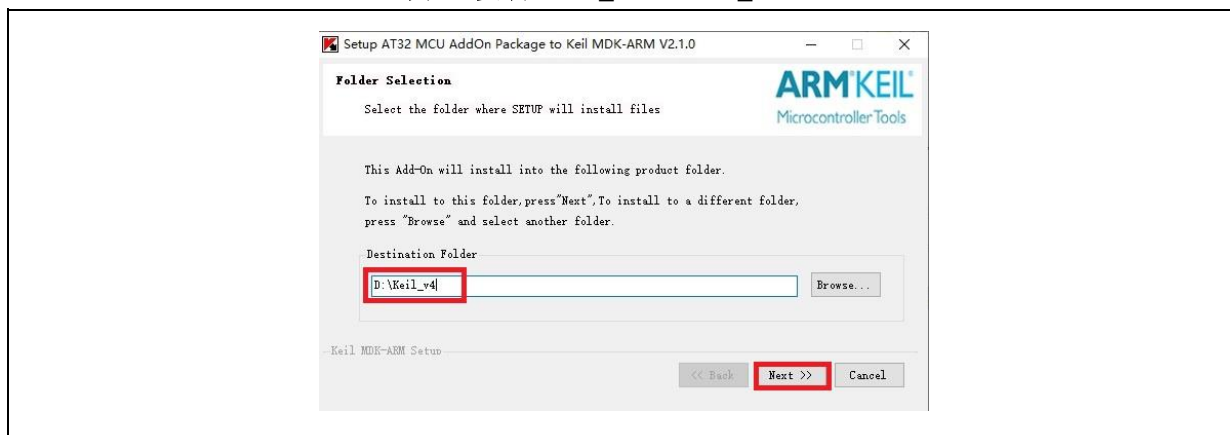 Setup AT32 MCU AddOn Package to Keil MDK-ARM V2.1.0
Folder Selection
Select the folder where SETUP will install files
ARM KEIL
Microcontroller Tools
This Add-On will install into the following product folder.
To install to this folder,press"Next",To install to a different folder,
press "Browse" and select another folder.
Destination Folder
D:\Keil_v4
Browse...
Keil MDK-ARM Setup
<< Back
Next >>
Cancel